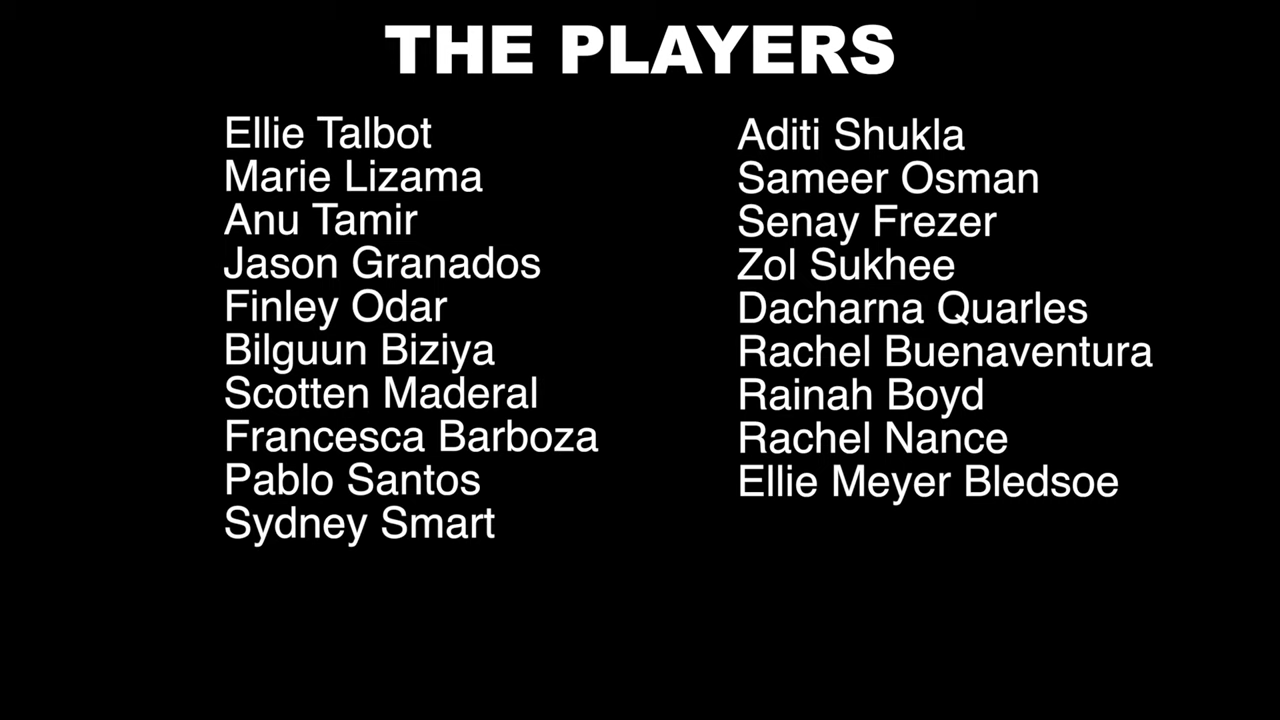 THE PLAYERS
Ellie Talbot
Marie Lizama
Anu Tamir
Jason Granados
Finley Odar
Bilguun Biziya
Scotten Maderal
Francesca Barboza
Pablo Santos
Sydney Smart
Aditi Shukla
Sameer Osman
Senay Frezer
Zol Sukhee
Dacharna Quarles
Rachel Buenaventura
Rainah Boyd
Rachel Nance
Ellie Meyer Bledsoe